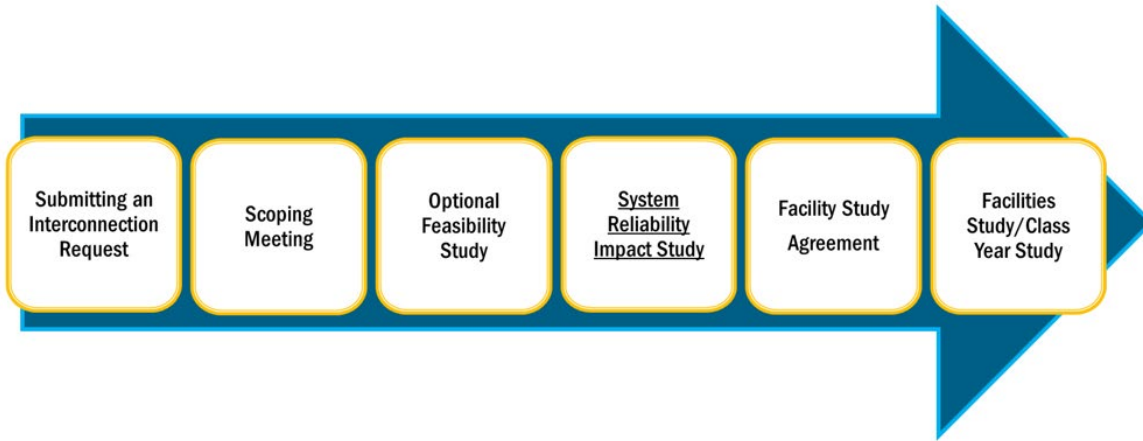 Submitting an
Interconnection
Request
Scoping
Meeting
Optional
Feasibility
Study
System
Reliability
Impact Study
Facility Study
Agreement
Facilities
Study/Class
Year Study